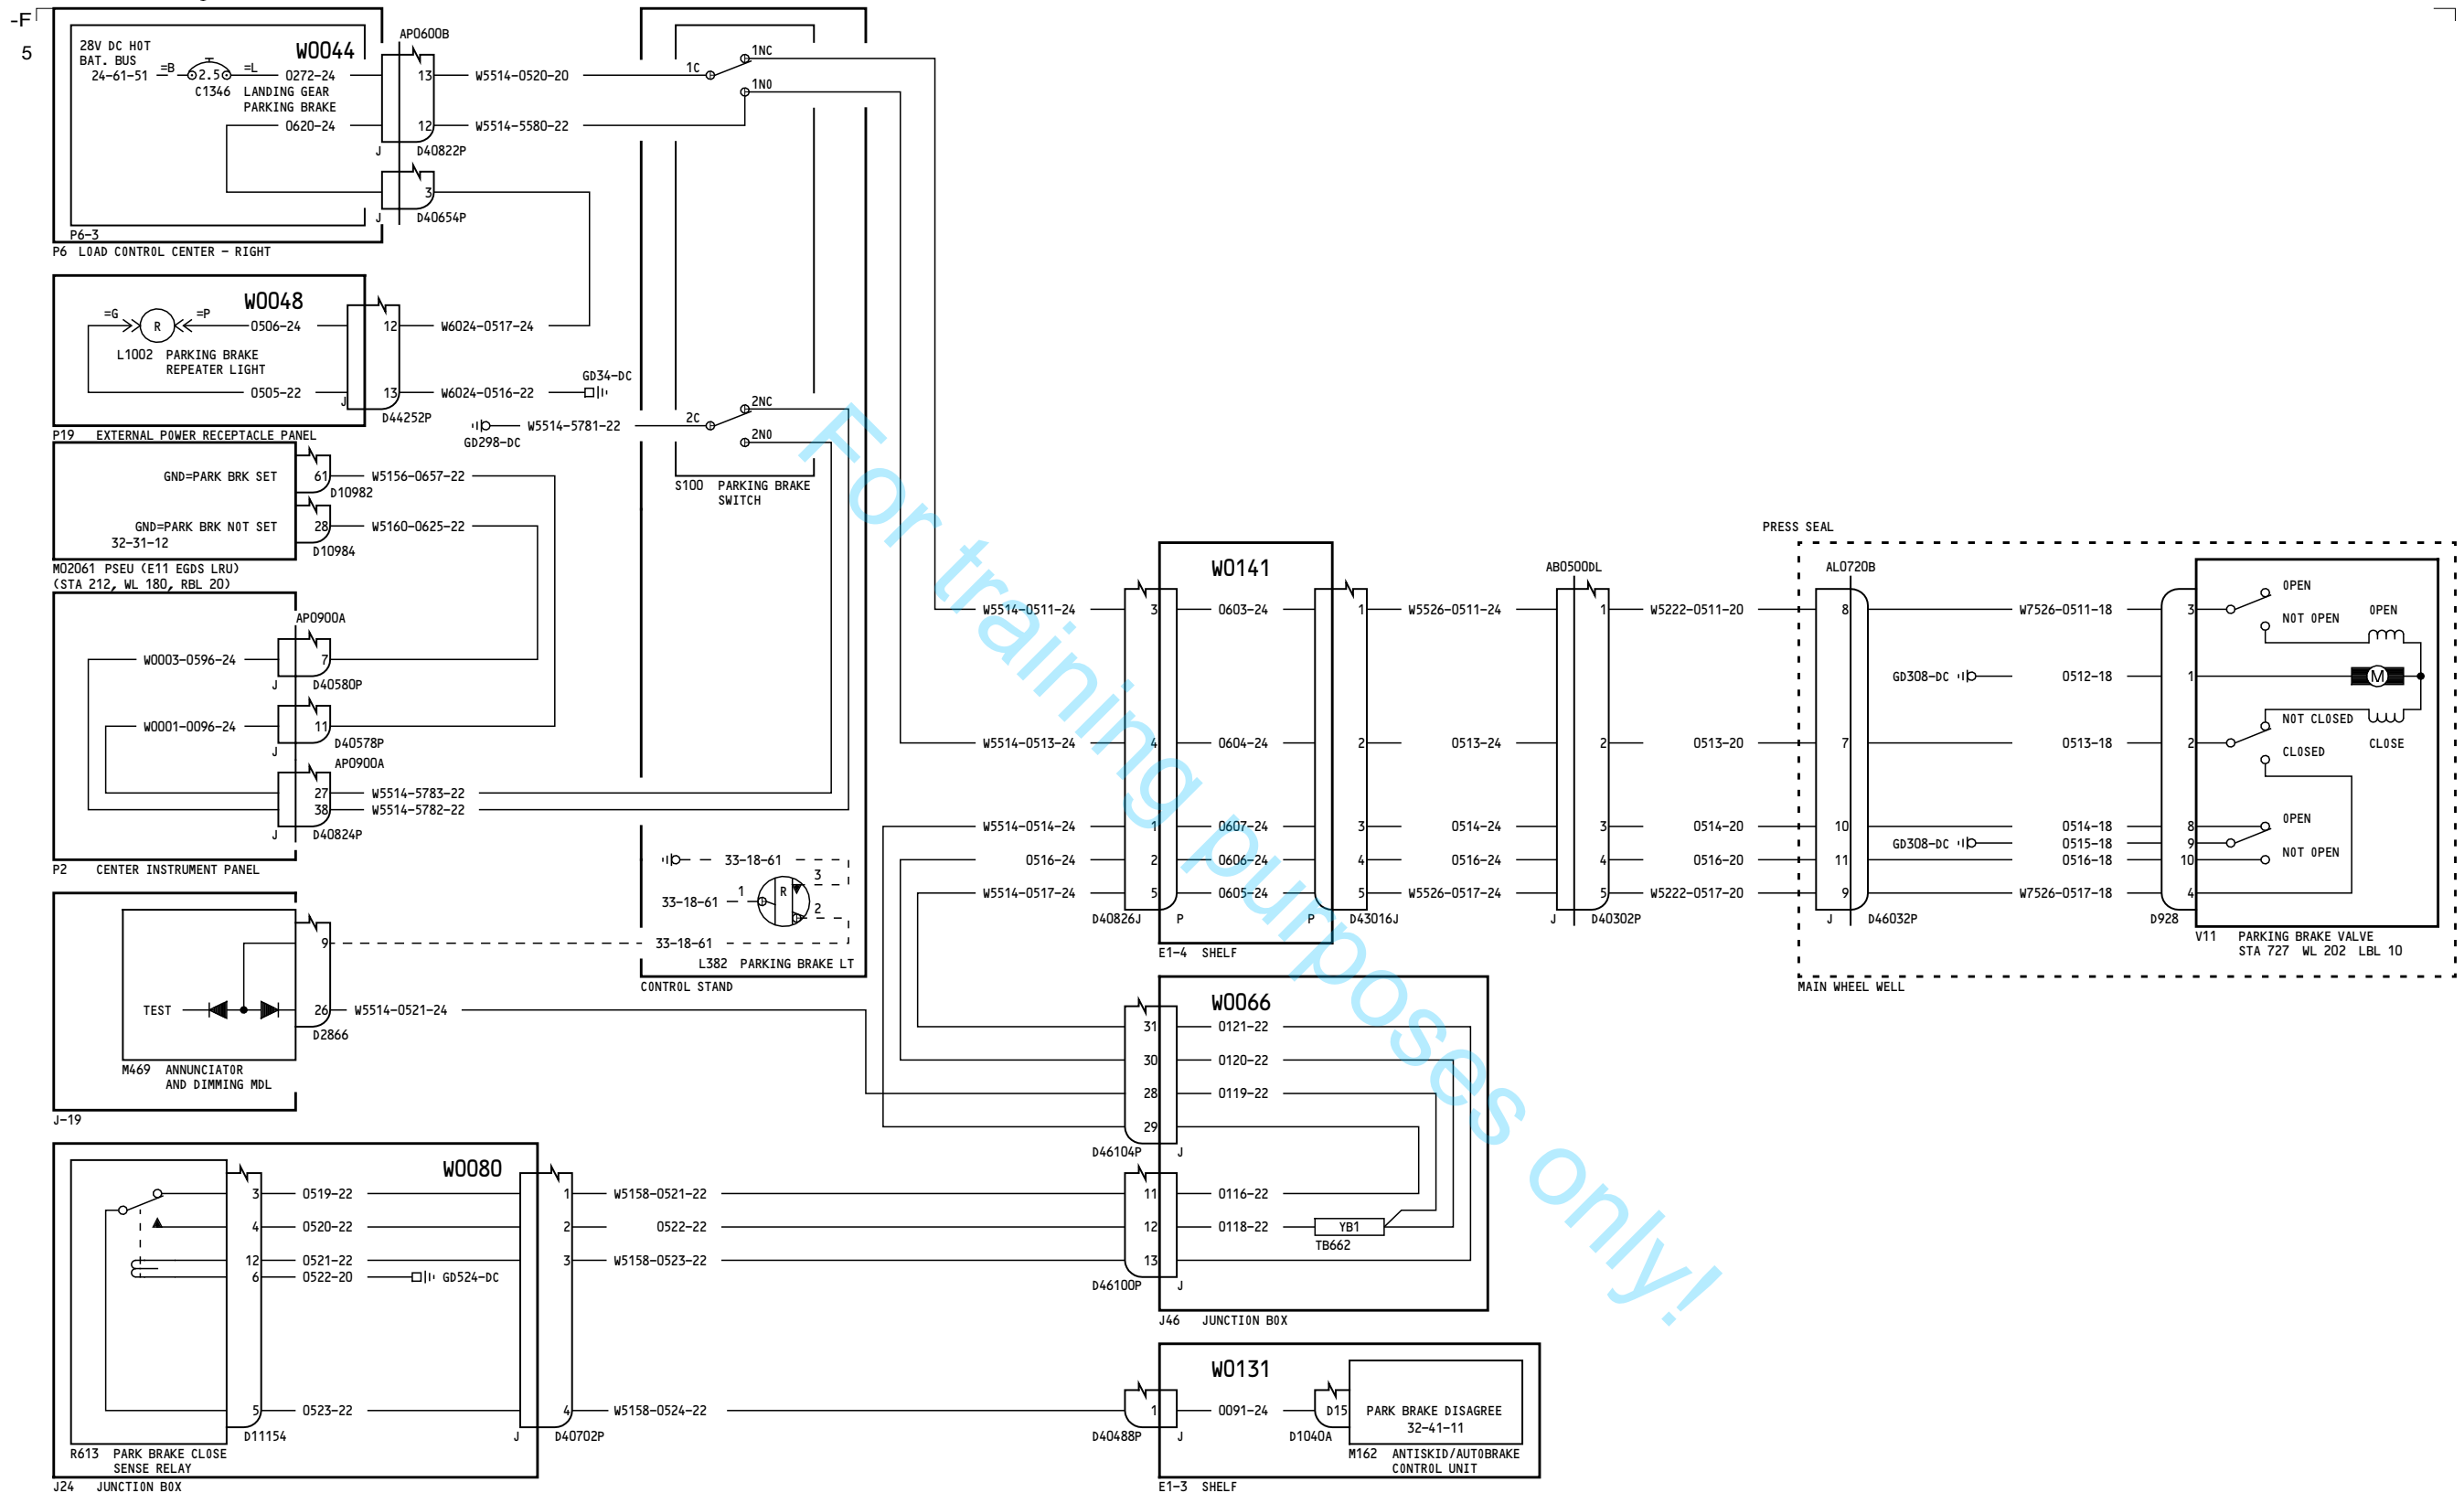 -F
5
28V DC HOT
BAT. BUS
24-61-51
=B
2.5
=L
C1346
LANDING GEAR
PARKING BRAKE
W0044
0272-24
0620-24
AP0600B
13
12
J
D40822P
3
J
D40654P
W5514-0520-20
W5514-5580-22
P6-3
P6 LOAD CONTROL CENTER - RIGHT
W0048
=G
R
=P
0506-24
L1002 PARKING BRAKE
REPEATER LIGHT
0505-22
12
13
J
D44252P
W6024-0517-24
W6024-0516-22
GD34-DC
P19 EXTERNAL POWER RECEPTACLE PANEL
GD298-DC
W5514-5781-22
1C
1NC
1NO
2C
2NC
2NO
S100 PARKING BRAKE
SWITCH
GND=PARK BRK SET
61
D10982
W5156-0657-22
GND=PARK BRK NOT SET
28
D10984
W5160-0625-22
32-31-12
M02061 PSEU (E11 EGDS LRU)
(STA 212, WL 180, RBL 20)
AP0900A
W0003-0596-24
7
J
D40580P
W0001-0096-24
11
J
D40578P
AP0900A
27
38
J
D40824P
W5514-5783-22
W5514-5782-22
P2 CENTER INSTRUMENT PANEL
33-18-61
33-18-61
1
R
3
2
33-18-61
L382 PARKING BRAKE LT
CONTROL STAND
9
TEST
26
D2866
W5514-0521-24
M469 ANNUNCIATOR
AND DIMMING MDL
J-19
W0080
3
0519-22
4
0520-22
12
0521-22
6
0522-20
GD524-DC
5
0523-22
D11154
1
2
3
4
J
D40702P
W5158-0521-22
0522-22
W5158-0523-22
W5158-0524-22
R613 PARK BRAKE CLOSE
SENSE RELAY
J24 JUNCTION BOX
W0141
W5514-0511-24
3
0603-24
1
W5526-0511-24
W5514-0513-24
4
0604-24
2
0513-24
W5514-0514-24
1
0607-24
3
0514-24
0516-24
2
0606-24
4
0516-24
W5514-0517-24
5
0605-24
5
W5526-0517-24
D40826J
P
P
D43016J
E1-4 SHELF
AB0500DL
1
W5222-0511-20
2
0513-20
3
0514-20
4
0516-20
5
W5222-0517-20
J
D40302P
PRESS SEAL
AL0720B
8
7
10
11
9
J
D46032P
W7526-0511-18
GD308-DC
0512-18
0513-18
0514-18
GD308-DC
0515-18
0516-18
W7526-0517-18
3
1
2
8
9
10
4
D928
OPEN
NOT OPEN
OPEN
M
NOT CLOSED
CLOSED
CLOSE
OPEN
NOT OPEN
V11 PARKING BRAKE VALVE
STA 727 WL 202 LBL 10
MAIN WHEEL WELL
W0066
31
0121-22
30
0120-22
28
0119-22
29
D46104P
J
11
0116-22
12
0118-22
YB1
TB662
13
D46100P
J
J46 JUNCTION BOX
W0131
1
0091-24
D15
PARK BRAKE DISAGREE
32-41-11
D40488P
J
D1040A
M162 ANTISKID/AUTOBRAKE
CONTROL UNIT
E1-3 SHELF
For training purposes only!